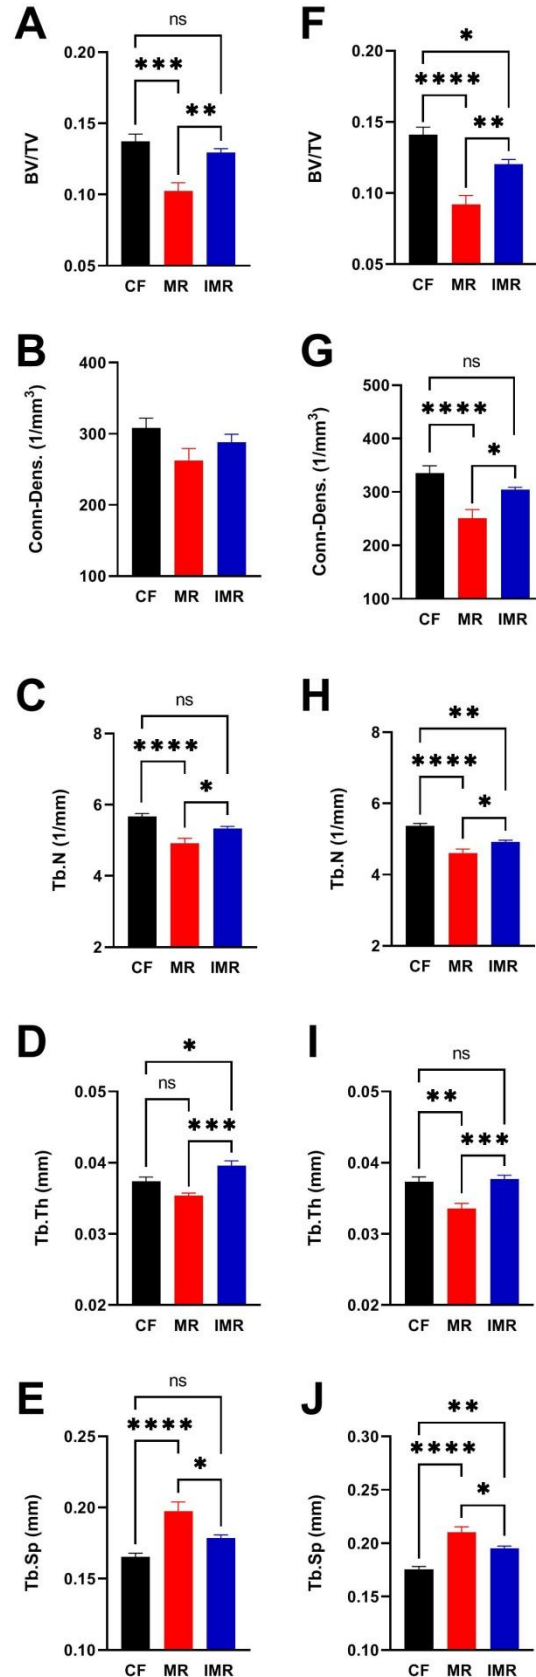 A
ns
***
**
0.20
0.15
0.10
0.05
BV/TV
CF MR IMR
F
*
****
**
0.20
0.15
0.10
0.05
BV/TV
CF MR IMR
B
400
300
200
100
Conn-Dens. (1/mm³)
CF MR IMR
G
ns
****
*
500
400
300
200
100
Conn-Dens. (1/mm³)
CF MR IMR
C
ns
****
*
8
6
4
2
Tb.N (1/mm)
CF MR IMR
H
**
****
*
8
6
4
2
Tb.N (1/mm)
CF MR IMR
D
*
ns
***
0.05
0.04
0.03
0.02
Tb.Th (mm)
CF MR IMR
I
ns
**
***
0.05
0.04
0.03
0.02
Tb.Th (mm)
CF MR IMR
E
ns
****
*
0.25
0.20
0.15
0.10
Tb.Sp (mm)
CF MR IMR
J
**
****
*
0.30
0.25
0.20
0.15
0.10
Tb.Sp (mm)
CF MR IMR